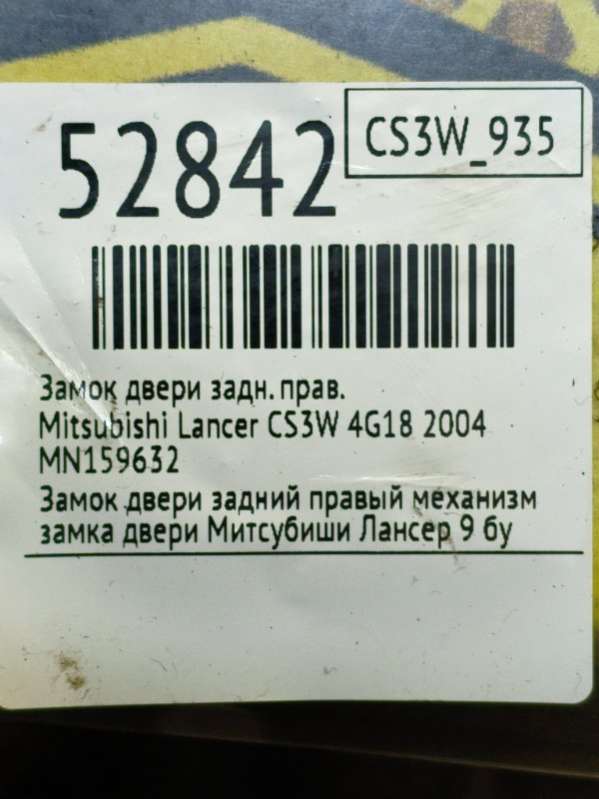 52842
CS3W_935
Замок двери задн. прав.
Mitsubishi Lancer CS3W 4G18 2004
MN159632
Замок двери задний правый механизм
замка двери Митсубиши Лансер 9 бу